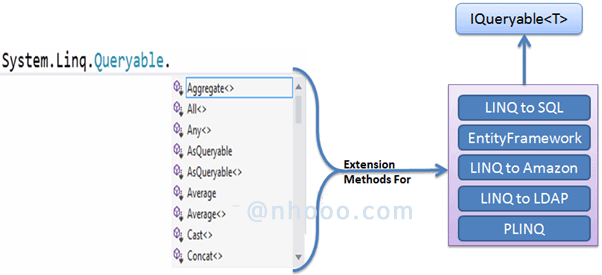 IQueryable<T>
System.Linq.Queryable.
Aggregate<>
All<>
Any<>
AsQueryable
AsQueryable<>
Average
Average<>
Cast<>
Concat<>
Extension
Methods For
LINQ to SQL
EntityFramework
LINQ to Amazon
LINQ to LDAP
PLINQ
@nhooo.com